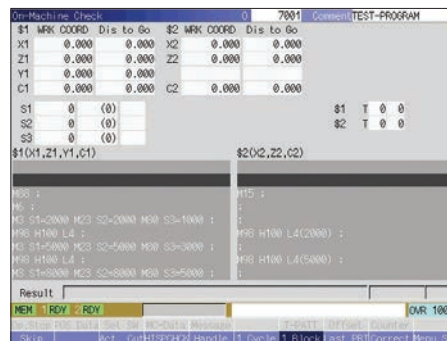 On-Machine Check O 7001 Comment TEST-PROGRAM
$1 WRK COORD Dis to Go $2 WRK COORD Dis to Go
X1 0.000 0.000 X2 0.000 0.000
Z1 0.000 0.000 Z2 0.000 0.000
Y1 0.000 0.000
C1 0.000 0.000 C2 0.000 0.000
S1 0 (0) $1 T 0 0
S2 0 (0) $2 T 0 0
S3 0 (0)
$1(X1,Z1,Y1,C1) $2(X2,Z2,C2)
M88 ; M15 ;
M6 ; ;
M3 S1=2000 M23 S2=2000 M80 S3=1000 ; ;
M98 H100 L4 ; M98 H100 L4(2000) ;
M3 S1=5000 M23 S2=5000 M80 S3=3000 ; ;
M98 H100 L4 ; M98 H100 L4(5000) ;
M3 S1=8000 M23 S2=8000 M80 S3=5000 ; ;
Result
MEM 1 RDY 2 RDY OVR 100
Op.Stop POS Data Set SW MC-Data Message T-PATT Offset Counter
Skip Act. Handle 1 Cycle 1 Block Last PRT Correct Menu